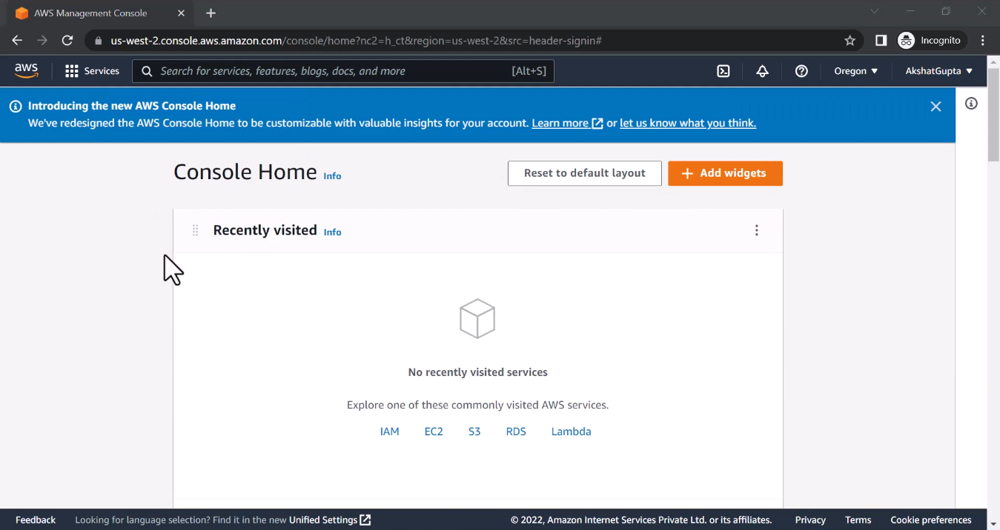 AWS Management Console
us-west-2.console.aws.amazon.com/console/home?nc2=h_ct&region=us-west-2&src=header-signin#
Incognito
aws
Services
Search for services, features, blogs, docs, and more
[Alt+S]
Oregon
AkshatGupta
Introducing the new AWS Console Home
We've redesigned the AWS Console Home to be customizable with valuable insights for your account. Learn more or let us know what you think.
Console Home Info
Reset to default layout
Add widgets
Recently visited Info
No recently visited services
Explore one of these commonly visited AWS services.
IAM EC2 S3 RDS Lambda
Feedback Looking for language selection? Find it in the new Unified Settings © 2022, Amazon Internet Services Private Ltd. or its affiliates. Privacy Terms Cookie preferences